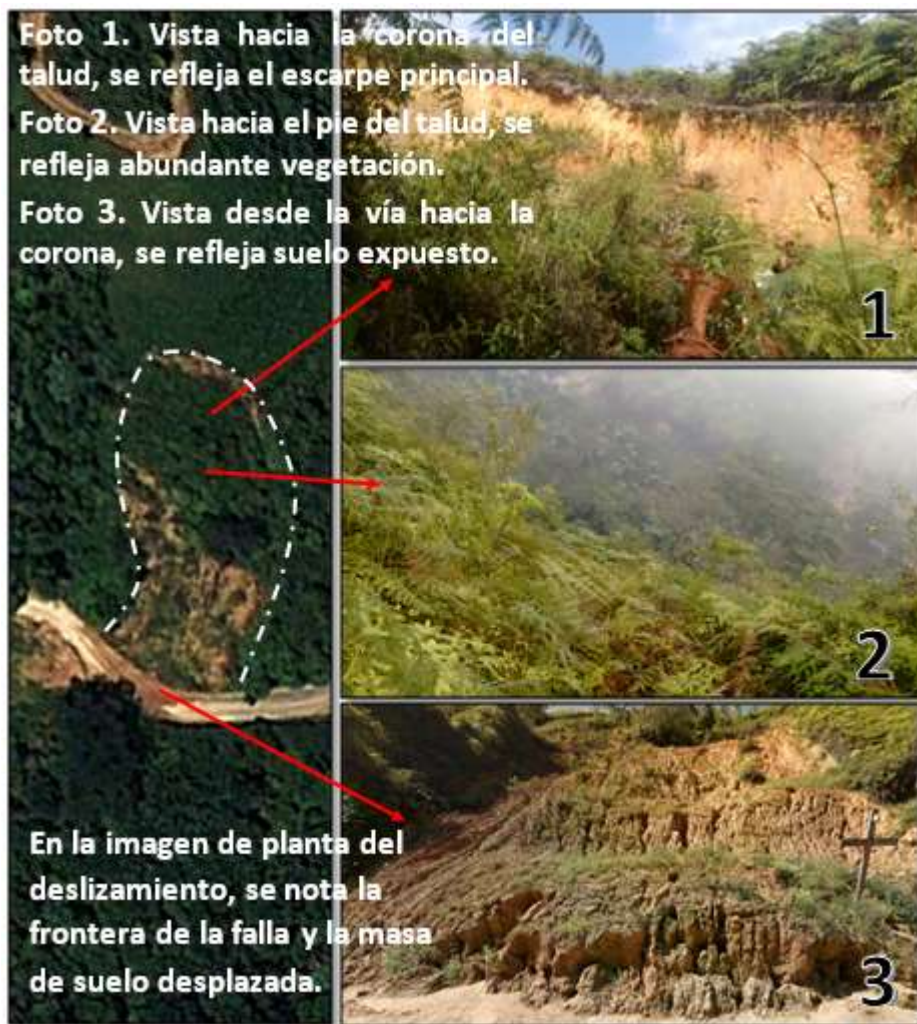 Foto 1. Vista hacia la corona del
talud, se refleja el escarpe principal.
Foto 2. Vista hacia el pie del talud, se
refleja abundante vegetación.
Foto 3. Vista desde la vía hacia la
corona, se refleja suelo expuesto.
1
2
En la imagen de planta del
deslizamiento, se nota la
frontera de la falla y la masa
de suelo desplazada.
3